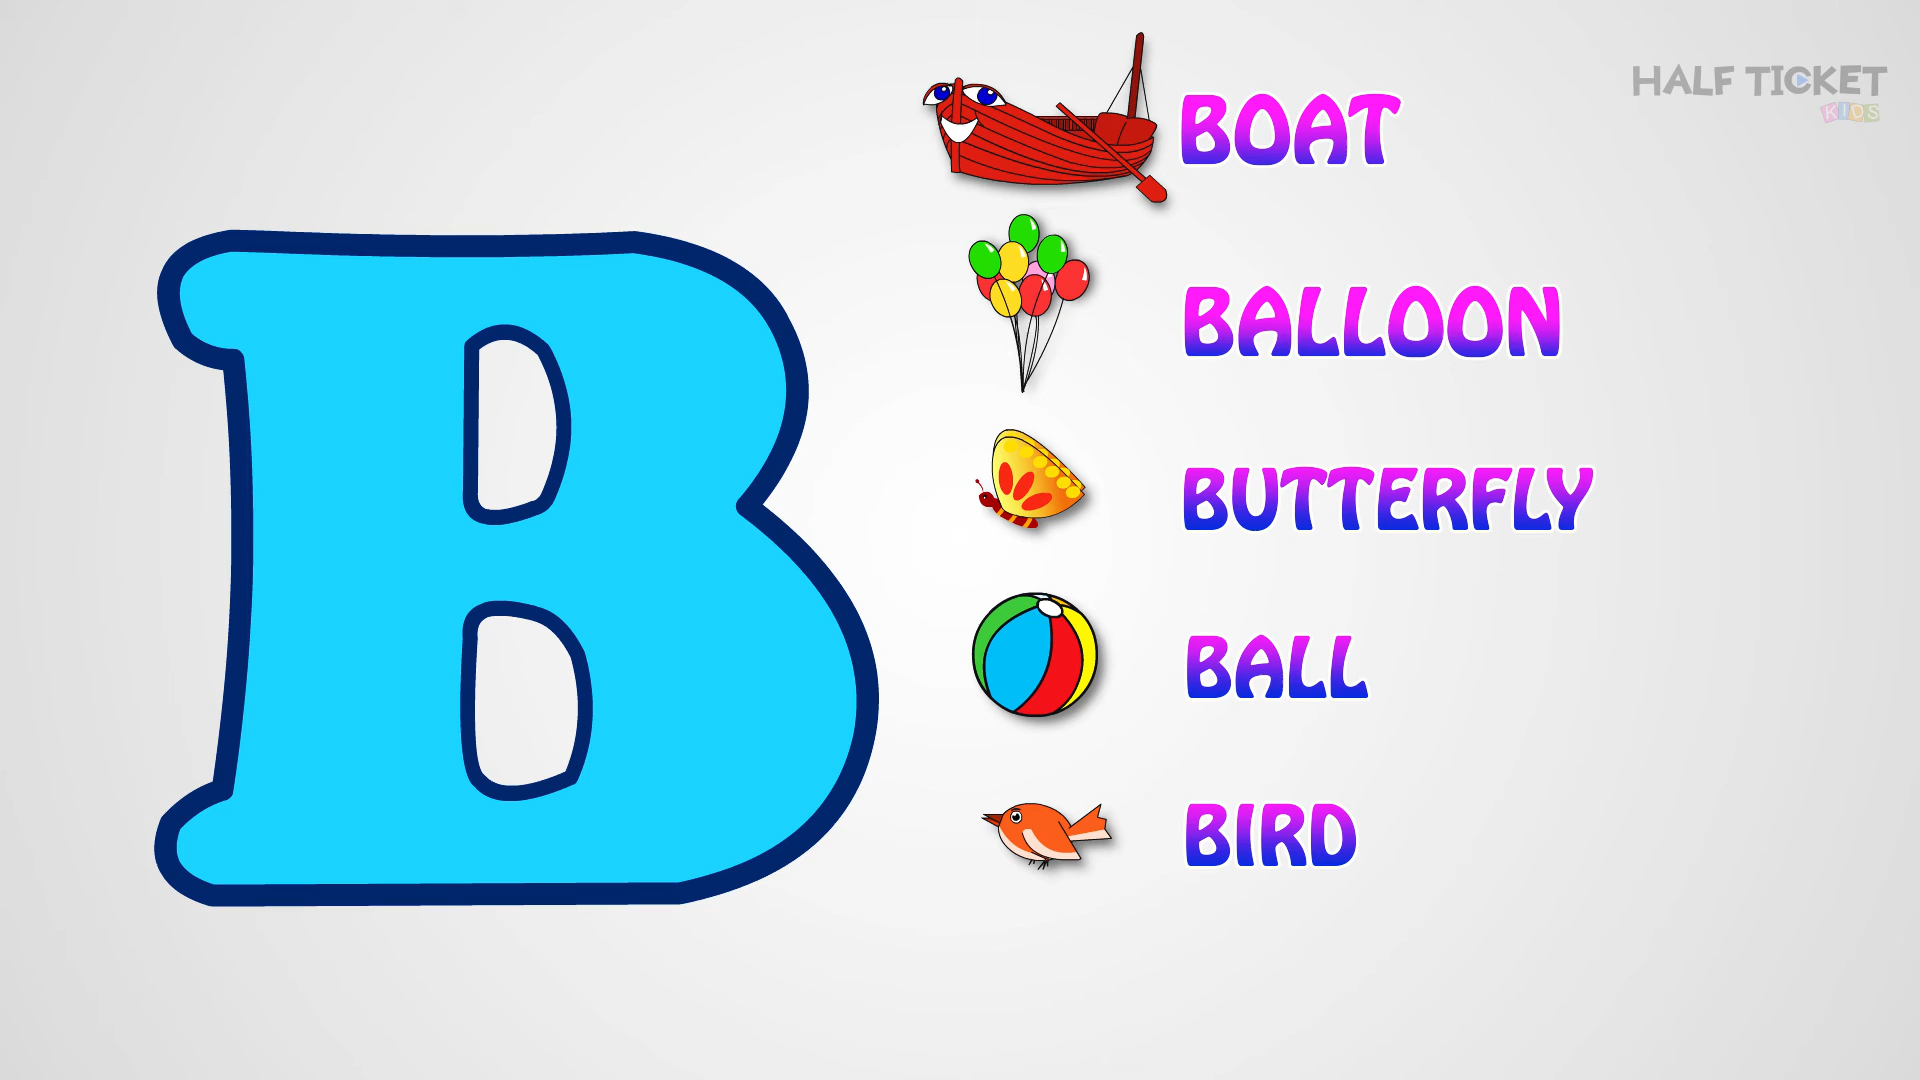 B
BOAT
BALLOON
BUTTERFLY
BALL
BIRD
HALF TICKET
KIDS